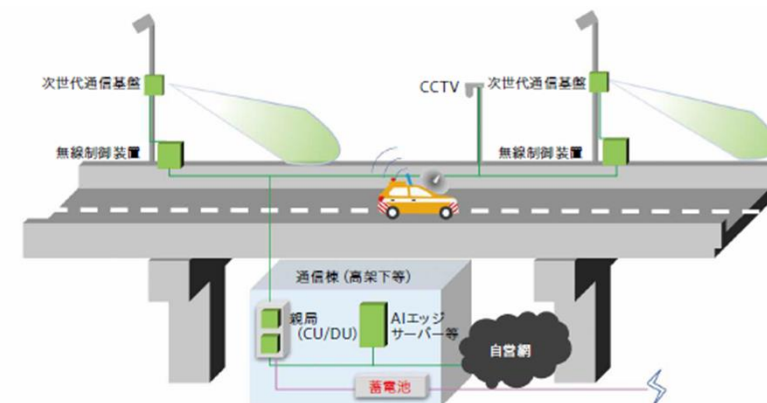 次世代通信基盤
CCTV
次世代通信基盤
無線制御装置
無線制御装置
通信棟（高架下等）
親局
（CU/DU）
AIエッジ
サーバー等
自営網
蓄電池